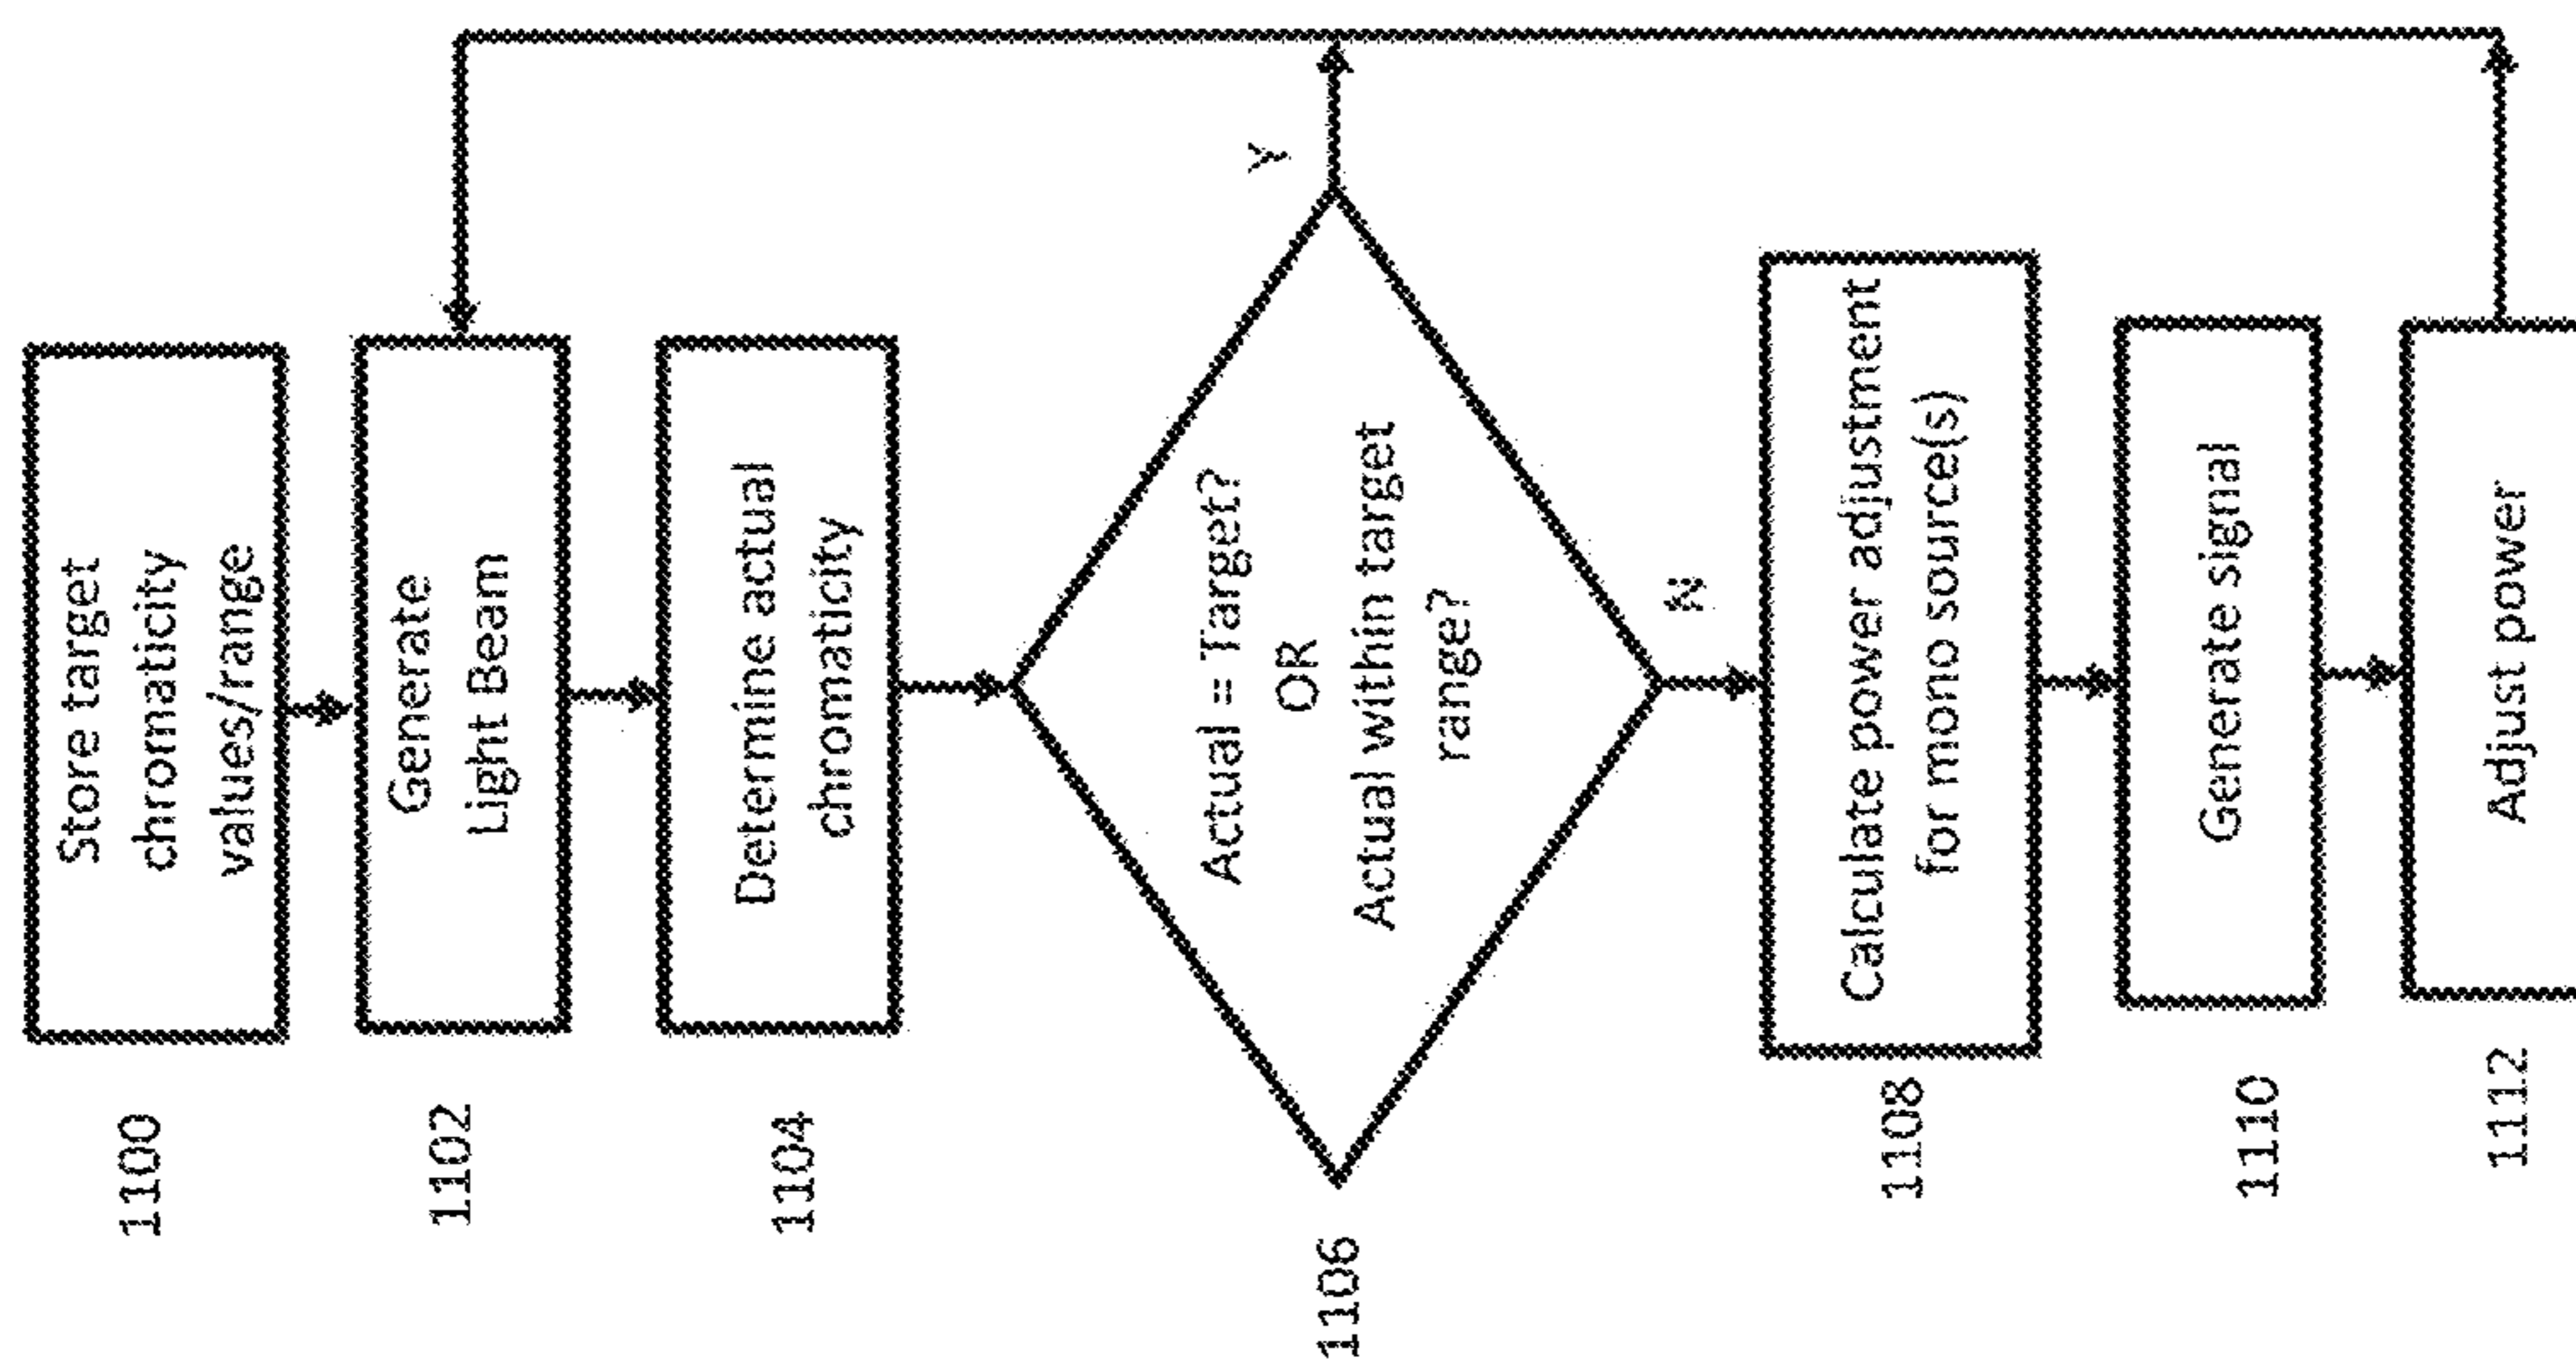 1100
Store target
chromaticity
values/range
1102
Generate
Light Beam
1104
Determine actual
chromaticity
1106
Actual = Target?
OR
Actual within target
range?
Y
N
1108
Calculate power adjustment
for mono source(s)
1110
Generate signal
1112
Adjust power